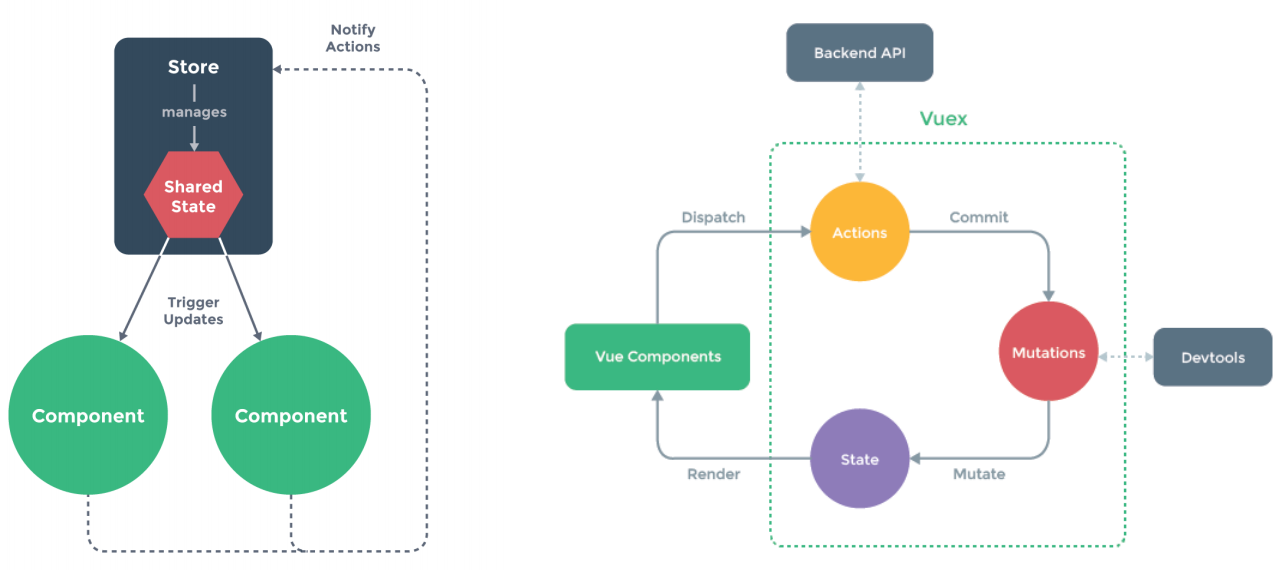 Notify
Actions
Store
manages
Shared
State
Trigger
Updates
Component
Component
Backend API
Vuex
Dispatch
Actions
Commit
Vue Components
Mutations
Devtools
State
Render
Mutate